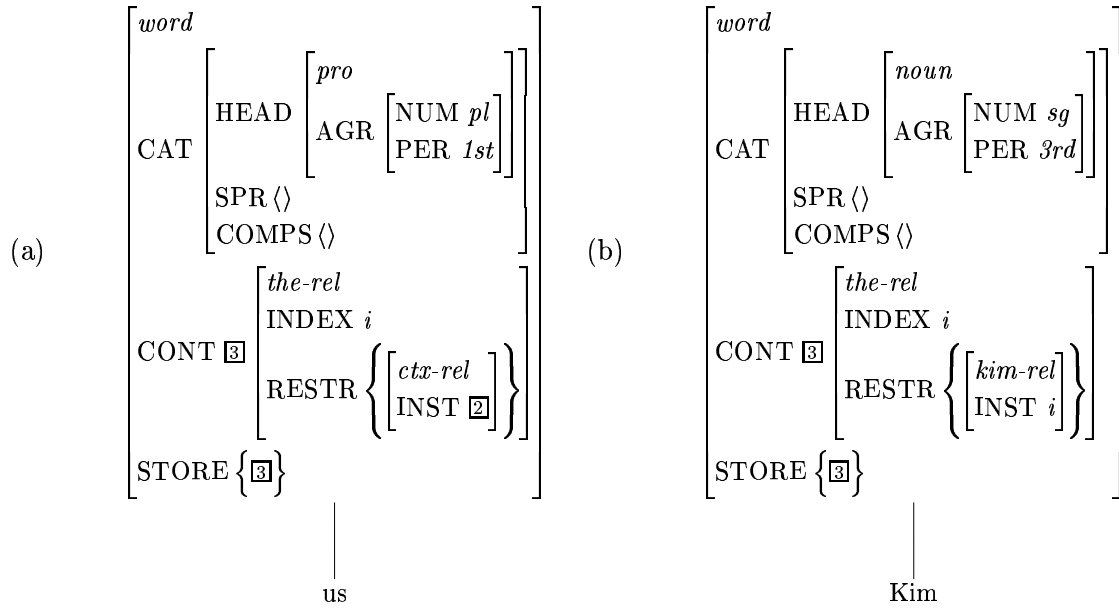 (a)
word
CAT
HEAD
pro
AGR
NUM pl
PER 1st
SPR ⟨⟩
COMPS ⟨⟩
CONT 3
the-rel
INDEX i
RESTR
ctx-rel
INST 2
STORE {3}
us
(b)
word
CAT
HEAD
noun
AGR
NUM sg
PER 3rd
SPR ⟨⟩
COMPS ⟨⟩
CONT 3
the-rel
INDEX i
RESTR
kim-rel
INST i
STORE {3}
Kim